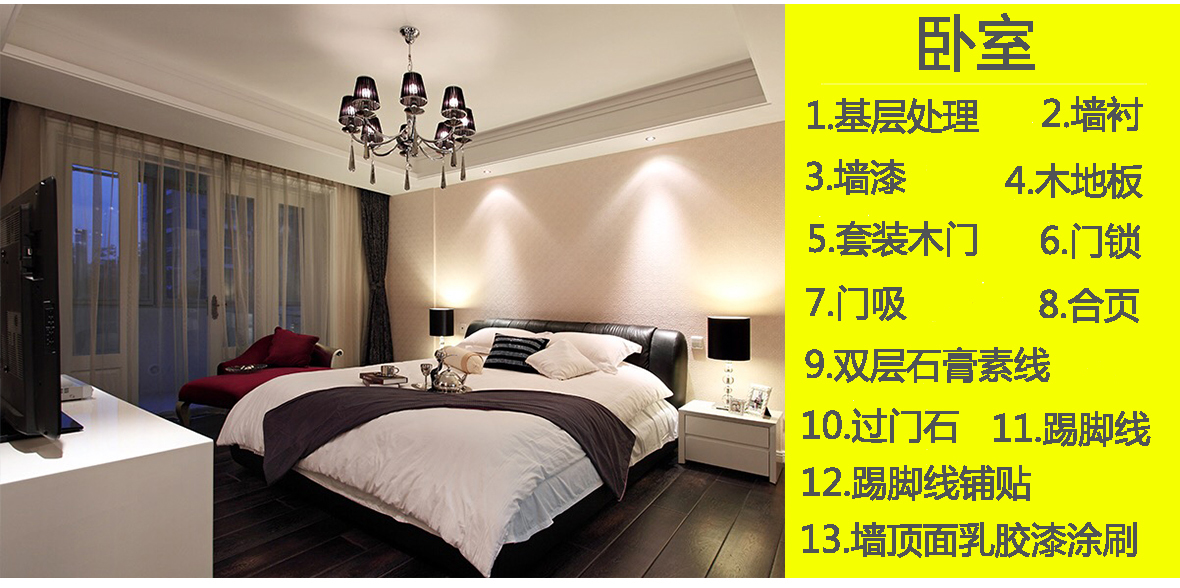 卧室
1.基层处理 2.墙衬
3.墙漆 4.木地板
5.套装木门 6.门锁
7.门吸 8.合页
9.双层石膏素线
10.过门石 11.踢脚线
12.踢脚线铺贴
13.墙顶面乳胶漆涂刷